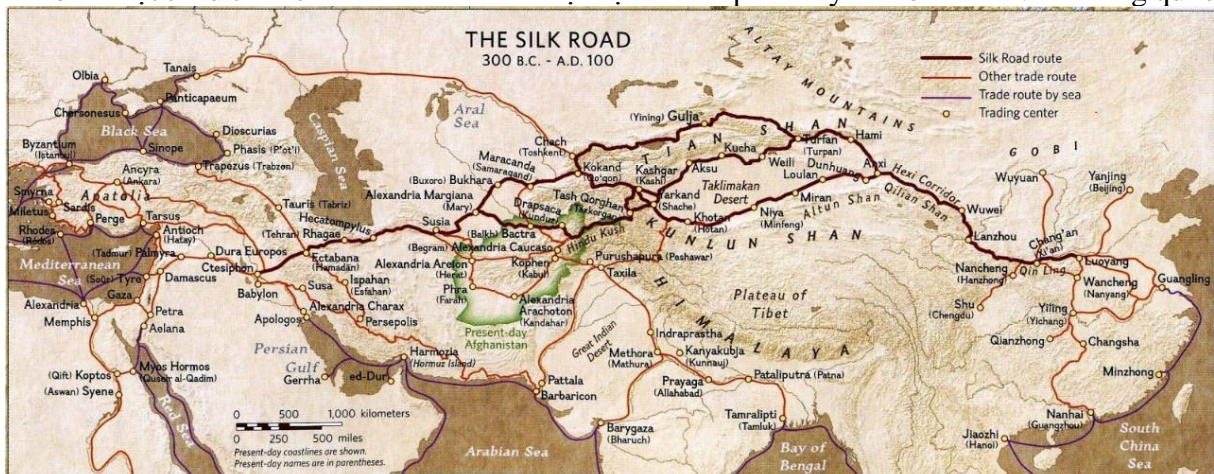 THE SILK ROAD
300 B.C. - A.D. 100
Silk Road route
Other trade route
Trade route by sea
Trading center
ALTAY MOUNTAINS
Olbia
Tanais
Panticapaeum
Chersonesus
Black Sea
Dioscurias
Phasis (P'ot'i)
Sinope
Trapezus (Trabzon)
Byzantium
(Istanbul)
Ancyra
(Ankara)
Anatolia
Smyrna
Sardis
Miletus
Perge
Tarsus
Rhodes
(Ródos)
Antioch
(Hatay)
Mediterranean
Sea
(Tadmur) Palmyra
Dura Europos
(Soûr) Tyre
Damascus
Ctesiphon
Babylon
Gaza
Alexandria
Memphis
Petra
Aelana
(Qift) Koptos
(Aswan) Syene
Myos Hormos
(Quseir al-Qadim)
Red Sea
Caspian Sea
Aral
Sea
Tauris (Tabriz)
Hecatompylus
(Tehran) Rhagae
Ectabana
(Hamadan)
Susa
Ispahan
(Esfahan)
Alexandria Charax
Apologos
Persepolis
Persian
Gulf
Gerrha
ed-Dur
Harmozia
(Hormuz Island)
Chach
(Toshkent)
Maracanda
(Samarqand)
(Buxoro) Bukhara
Alexandria Margiana
(Mary)
Susia
Kokand
(Qo'qon)
Tash Qorghan
(Taxkorgan)
Drapsaca
(Kunduz)
(Balkh) Bactra
(Begram) Alexandria Caucaso
Hindu Kush
Alexandria Areion
(Herat)
Kophen
(Kabul)
Phra
(Farah)
Alexandria
Arachoton
(Kandahar)
Present-day
Afghanistan
Purushapura (Peshawar)
Taxila
(Yining) Gulja
TIAN SHAN
Turfan
(Turpan)
Hami
Kucha
Weili
Aksu
Kashgar
(Kashi)
Yarkand
(Shache)
Taklimakan
Desert
Loulan
Dunhuang
Anxi
Hexi Corridor
Miran
Khotan
(Hotan)
Niya
(Minfeng)
Altun Shan
Qilian Shan
KUNLUN SHAN
GOBI
Wuyuan
Yanjing
(Beijing)
Wuwei
Lanzhou
Chang'an
(Xi'an)
Luoyang
Nancheng
(Hanzhong)
Qin Ling
Wancheng
(Nanyang)
Guangling
Shu
(Chengdu)
Yiling
(Yichang)
Qianzhong
Changsha
Minzhong
Nanhai
(Guangzhou)
Jiaozhi
(Hanoi)
South
China
Sea
Plateau of
Tibet
HIMALAYA
Great Indian
Desert
Indraprastha
Methora
(Mathura)
Kanyakubja
(Kunnauj)
Prayaga
(Allahabad)
Pataliputra (Patna)
Pattala
Barbaricon
Barygaza
(Bharuch)
Tamralipti
(Tamluk)
Arabian Sea
Bay of
Bengal
0 500 1,000 kilometers
0 250 500 miles
Present-day coastlines are shown.
Present-day names are in parentheses.